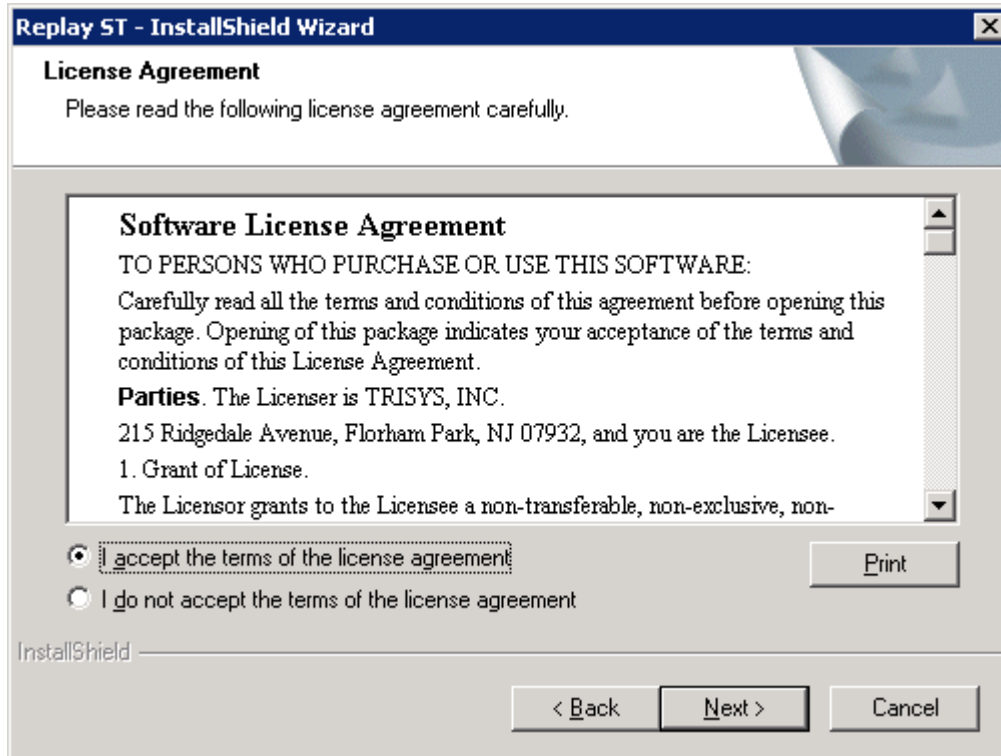 Replay ST - InstallShield Wizard
License Agreement
Please read the following license agreement carefully.
Software License Agreement
TO PERSONS WHO PURCHASE OR USE THIS SOFTWARE:
Carefully read all the terms and conditions of this agreement before opening this
package. Opening of this package indicates your acceptance of the terms and
conditions of this License Agreement.
Parties. The Licenser is TRISYS, INC.
215 Ridgedale Avenue, Florham Park, NJ 07932, and you are the Licensee.
1. Grant of License.
The Licensor grants to the Licensee a non-transferable, non-exclusive, non-
I accept the terms of the license agreement
Print
I do not accept the terms of the license agreement
InstallShield
< Back
Next >
Cancel